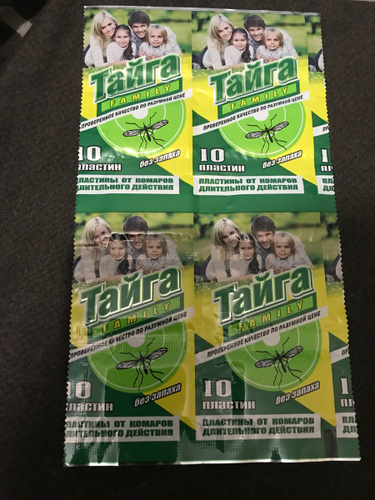 Тайга Тайга
FAMILY FAMILY
ПРОВЕРЕННОЕ КАЧЕСТВО ПО РАЗУМНОЙ ЦЕНЕ ПРОВЕРЕННОЕ КАЧЕСТВО ПО РАЗУМНОЙ ЦЕНЕ
10 10
пластин без запаха пластин без запаха
ПЛАСТИНЫ ОТ КОМАРОВ ПЛАСТИНЫ ОТ КОМАРОВ
ДЛИТЕЛЬНОГО ДЕЙСТВИЯ ДЛИТЕЛЬНОГО ДЕЙСТВИЯ
Тайга Тайга
FAMILY FAMILY
ПРОВЕРЕННОЕ КАЧЕСТВО ПО РАЗУМНОЙ ЦЕНЕ ПРОВЕРЕННОЕ КАЧЕСТВО ПО РАЗУМНОЙ ЦЕНЕ
10 10
пластин без запаха пластин без запаха
ПЛАСТИНЫ ОТ КОМАРОВ ПЛАСТИНЫ ОТ КОМАРОВ
ДЛИТЕЛЬНОГО ДЕЙСТВИЯ ДЛИТЕЛЬНОГО ДЕЙСТВИЯ